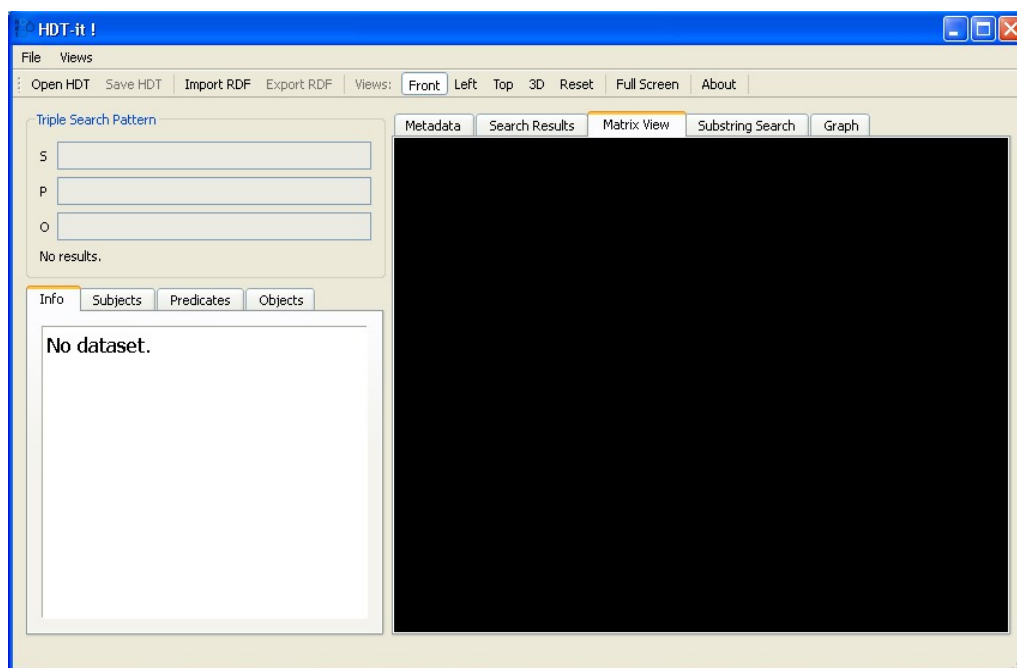 HDT-it !
File Views
Open HDT Save HDT Import RDF Export RDF Views: Front Left Top 3D Reset Full Screen About
Triple Search Pattern
S
P
O
No results.
Info Subjects Predicates Objects
No dataset.
Metadata Search Results Matrix View Substring Search Graph